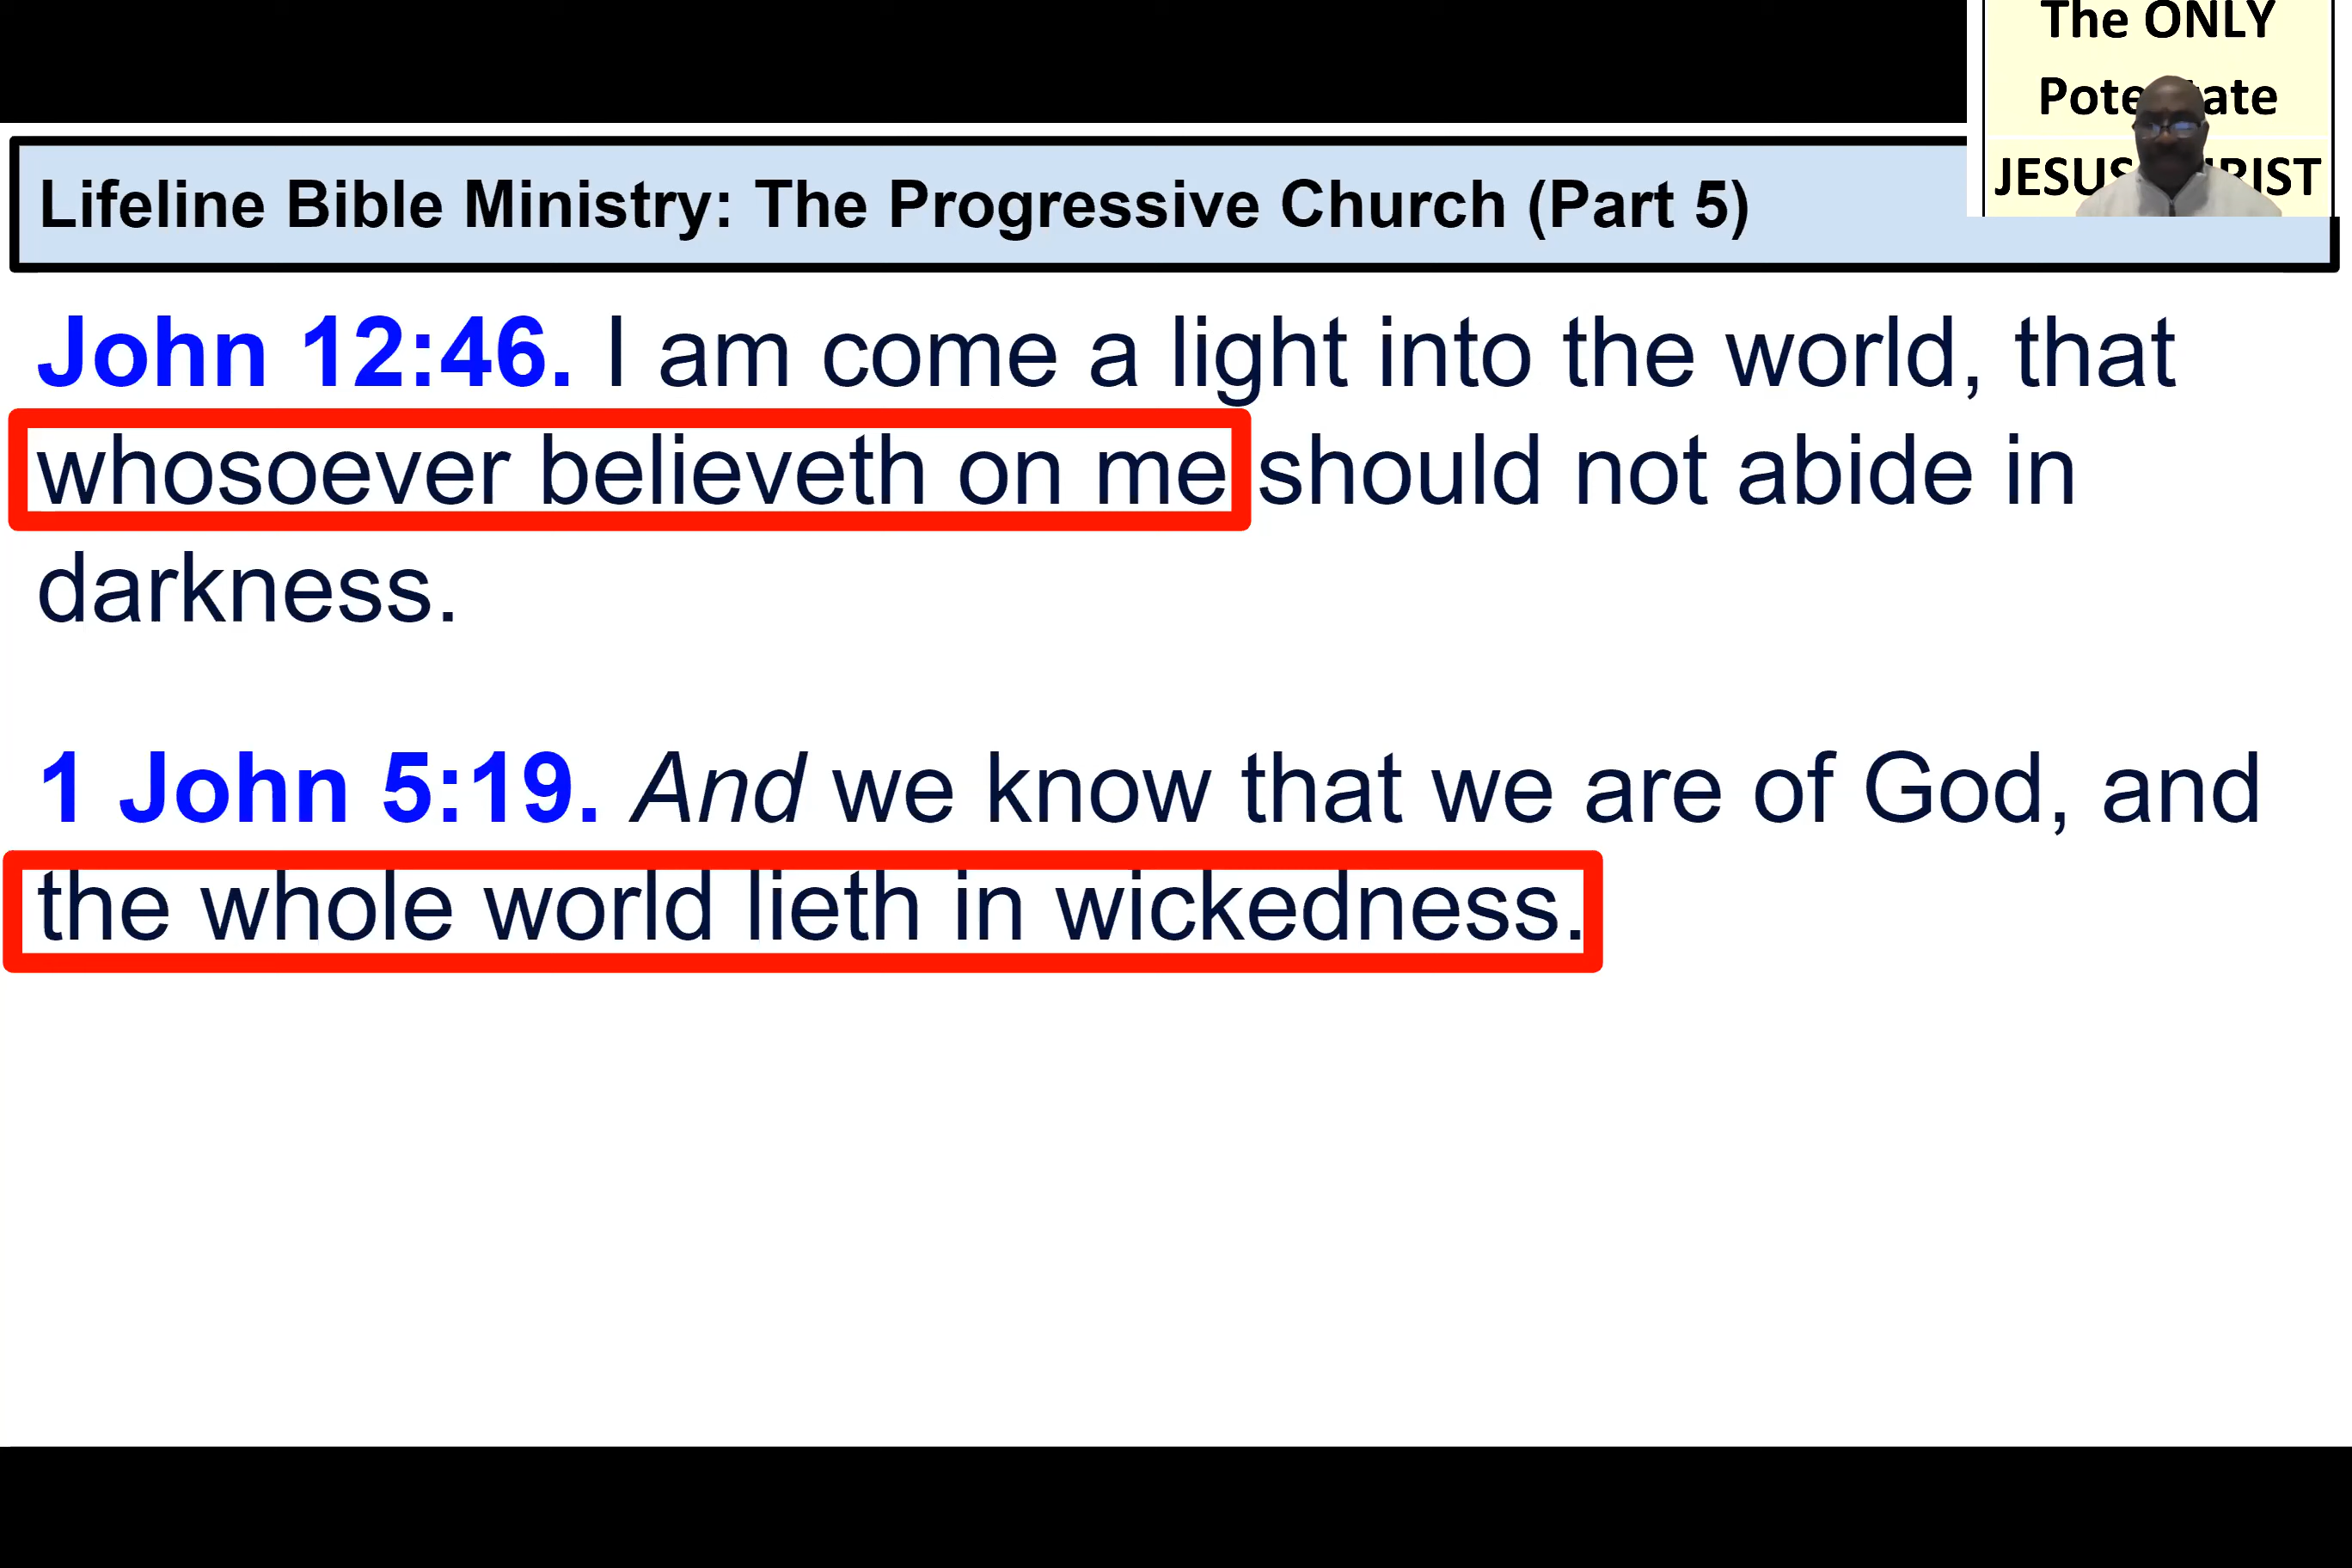 The ONLY
JESUS
Lifeline Bible Ministry: The Progressive Church (Part 5)
John 12:46. I am come a light into the world, that
whosoever believeth on me should not abide in
darkness.
1 John 5:19. And we know that we are of God, and
the whole world lieth in wickedness.